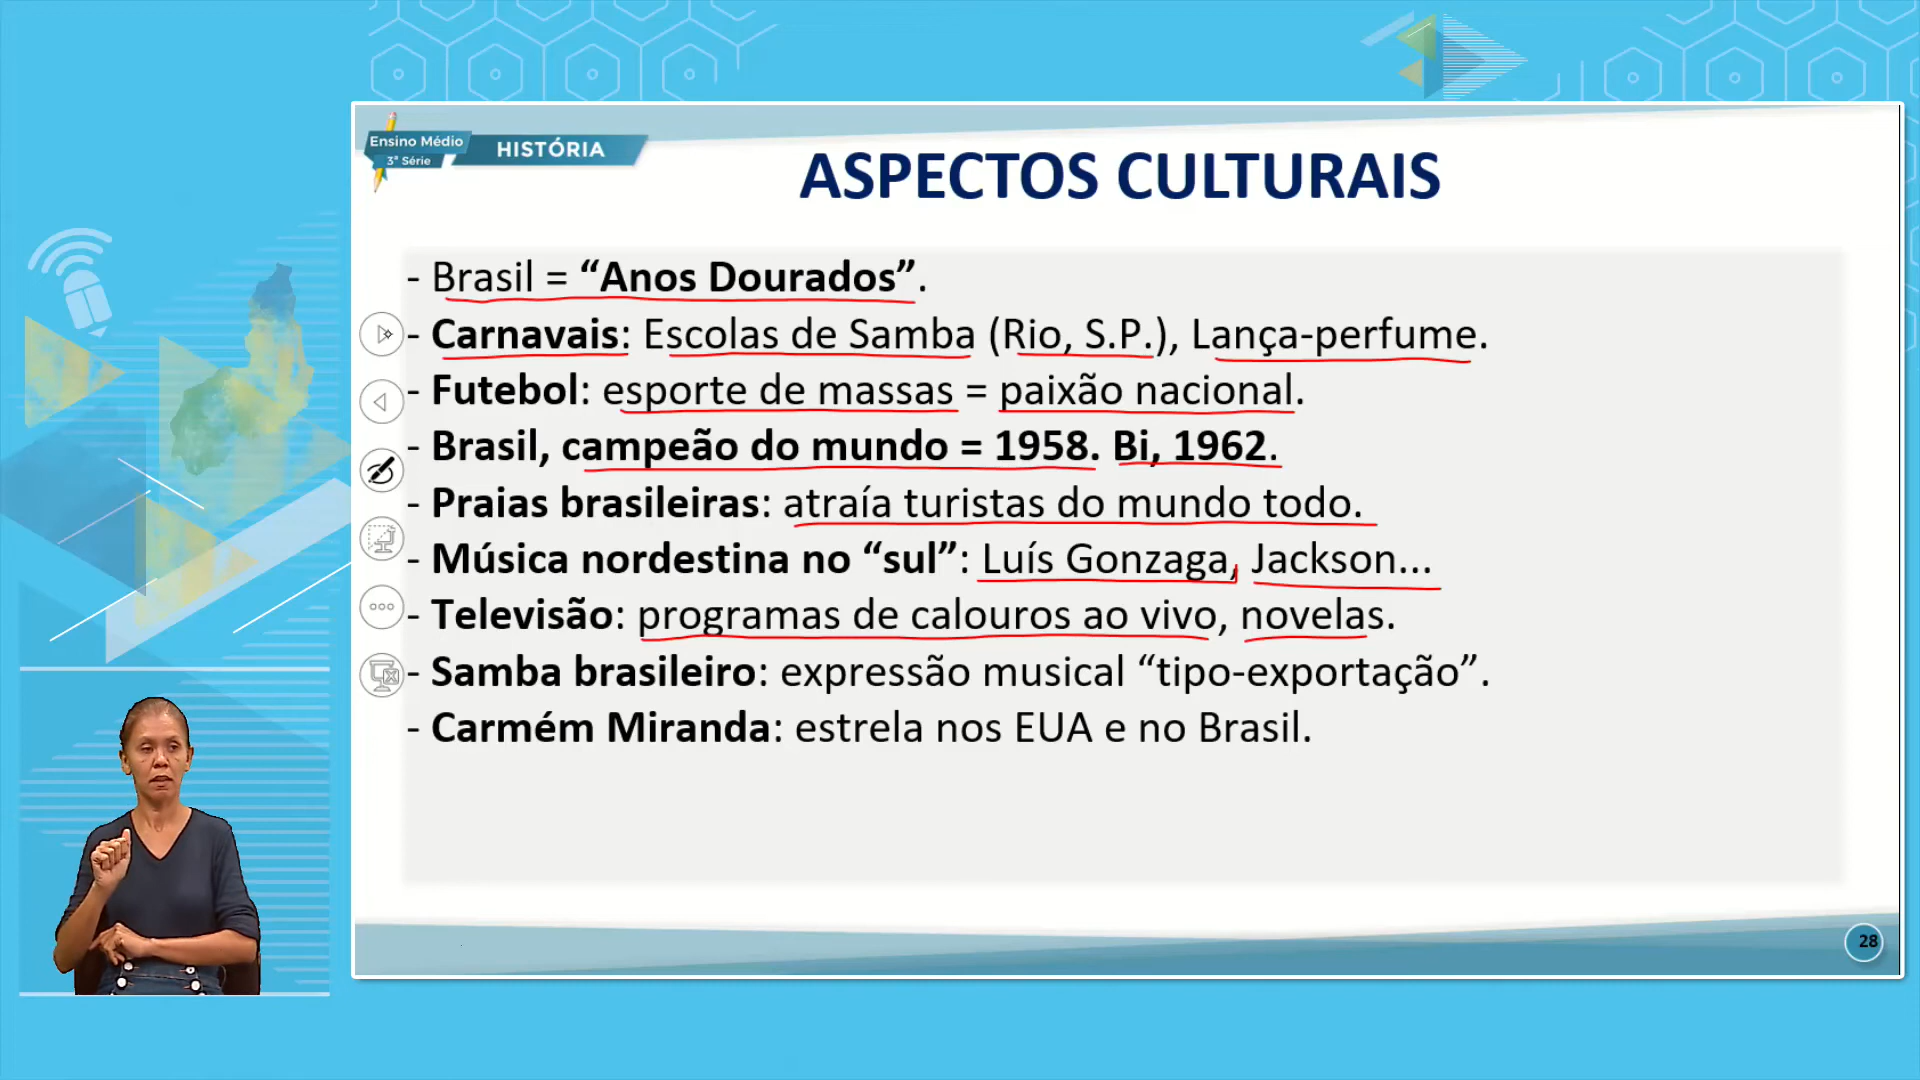 Ensino Médio
3ª Série
HISTÓRIA
ASPECTOS CULTURAIS
- Brasil = “Anos Dourados”.
- Carnavais: Escolas de Samba (Rio, S.P.), Lança-perfume.
- Futebol: esporte de massas = paixão nacional.
- Brasil, campeão do mundo = 1958. Bi, 1962.
- Praias brasileiras: atraía turistas do mundo todo.
- Música nordestina no “sul”: Luís Gonzaga, Jackson...
- Televisão: programas de calouros ao vivo, novelas.
- Samba brasileiro: expressão musical “tipo-exportação”.
- Carmém Miranda: estrela nos EUA e no Brasil.
28